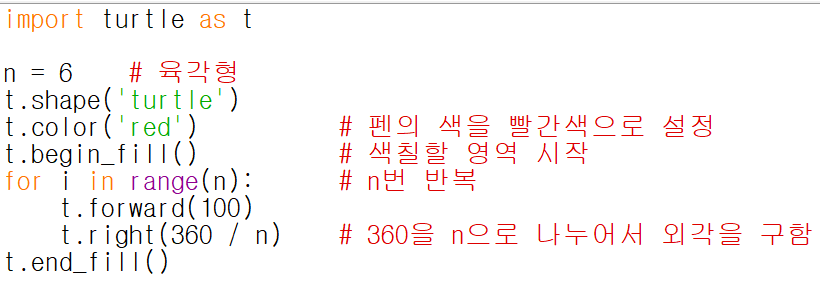 import turtle as t

n = 6    # 육각형
t.shape('turtle')
t.color('red')          # 펜의 색을 빨간색으로 설정
t.begin_fill()          # 색칠할 영역 시작
for i in range(n):      # n번 반복
    t.forward(100)
    t.right(360 / n)    # 360을 n으로 나누어서 외각을 구함
t.end_fill()